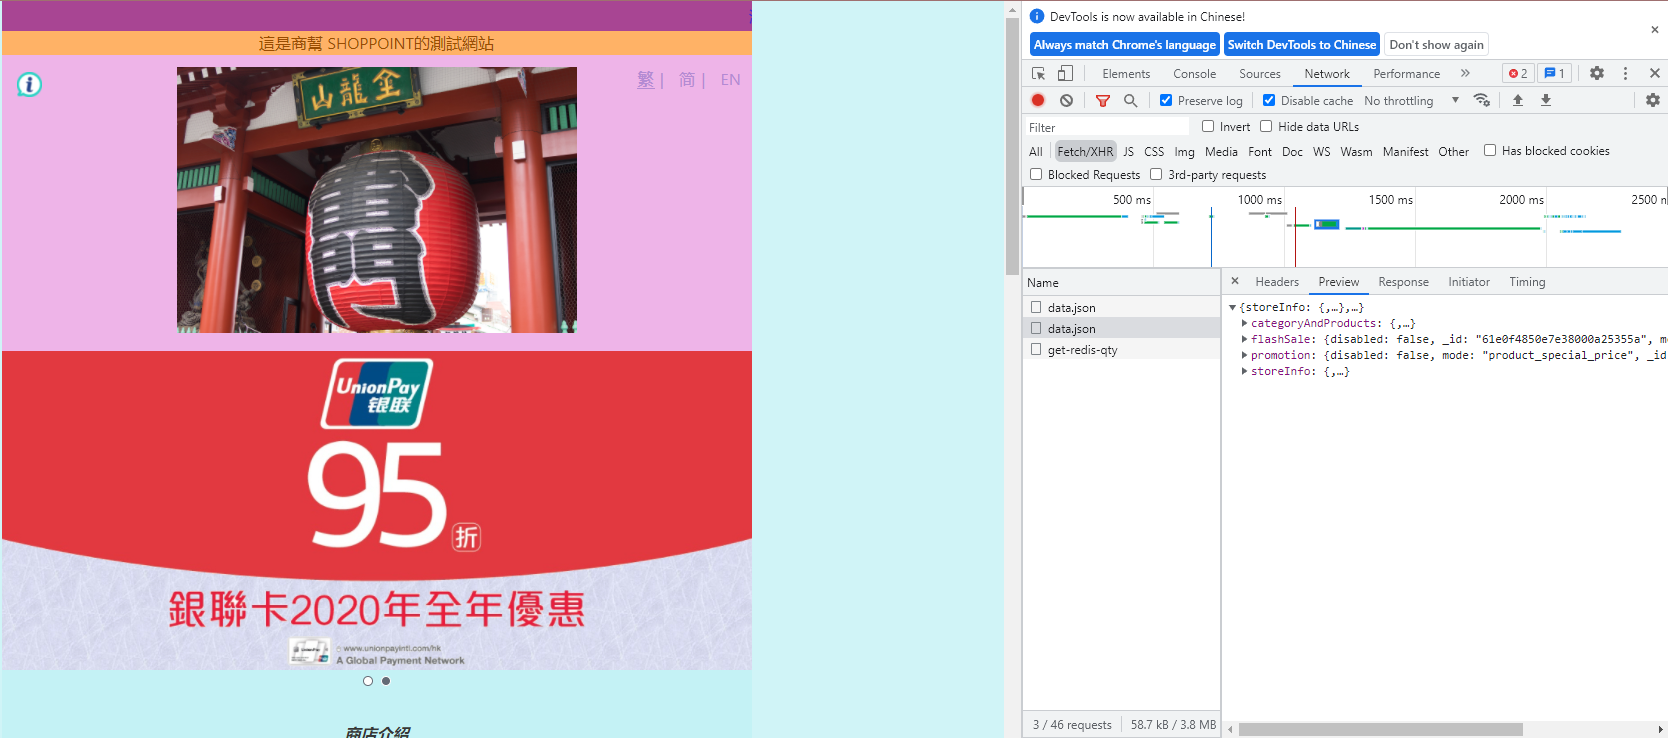 這是商幫 SHOPPOINT的測試網站
繁 |
简 |
EN
金龍山
UnionPay
银联
95
折
銀聯卡2020年全年優惠
www.unionpayintl.com/hk
A Global Payment Network
商店介紹
DevTools is now available in Chinese!
Always match Chrome's language
Switch DevTools to Chinese
Don't show again
Elements
Console
Sources
Network
Performance
2
1
Preserve log
Disable cache
No throttling
Filter
Invert
Hide data URLs
All
Fetch/XHR
JS
CSS
Img
Media
Font
Doc
WS
Wasm
Manifest
Other
Has blocked cookies
Blocked Requests
3rd-party requests
500 ms
1000 ms
1500 ms
2000 ms
2500 n
Name
data.json
data.json
get-redis-qty
3 / 46 requests
58.7 kB / 3.8 MB
Headers
Preview
Response
Initiator
Timing
{storeInfo: {,…},…}
categoryAndProducts: {,…}
flashSale: {disabled: false, _id: "61e0f4850e7e38000a25355a", m
promotion: {disabled: false, mode: "product_special_price", _id
storeInfo: {,…}